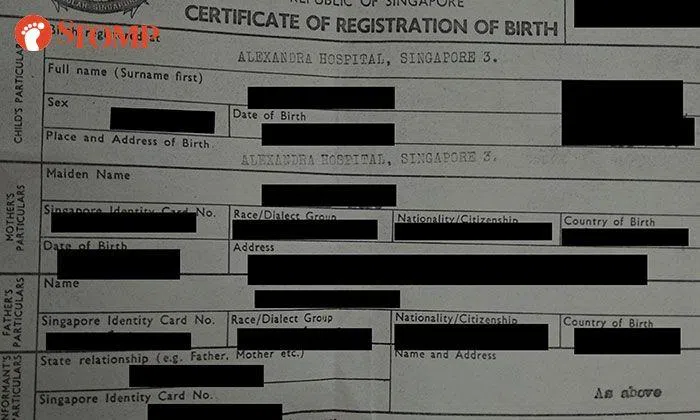 REPUBLIC OF SINGAPORE
CERTIFICATE OF REGISTRATION OF BIRTH
STOMP
ALEXANDRA HOSPITAL, SINGAPORE 3.
CHILD'S PARTICULARS
Full name (Surname first)
Sex
Date of Birth
Place and Address of Birth
ALEXANDRA HOSPITAL, SINGAPORE 3.
MOTHER'S PARTICULARS
Maiden Name
Singapore Identity Card No.
Race/Dialect Group
Nationality/Citizenship
Country of Birth
Date of Birth
Address
FATHER'S PARTICULARS
Name
Singapore Identity Card No.
Race/Dialect Group
Nationality/Citizenship
Country of Birth
INFORMANT'S PARTICULARS
State relationship (e.g. Father, Mother etc.)
Name and Address
As above
Singapore Identity Card No.